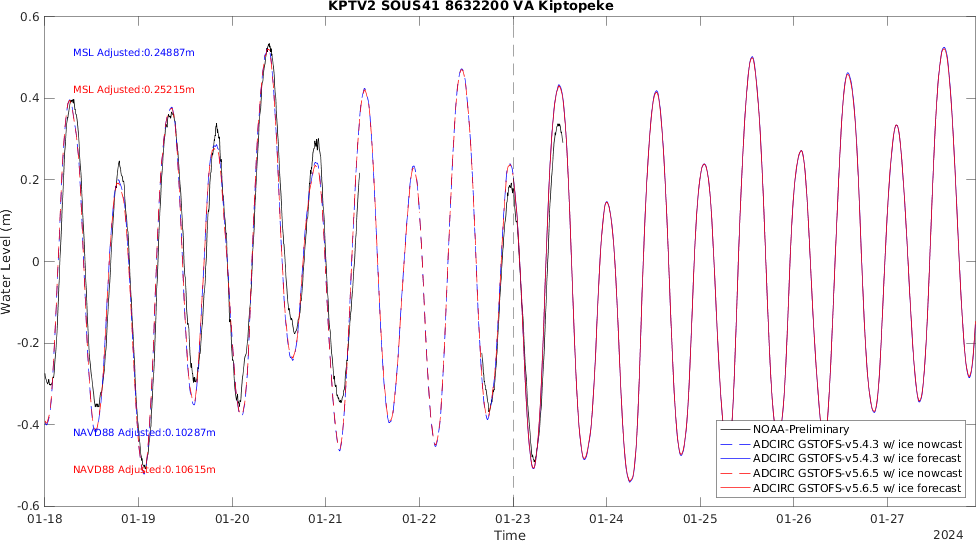 KPTV2 SOUS41 8632200 VA Kiptopeke
0.6
MSL Adjusted:0.24887m
0.4
MSL Adjusted:0.25215m
0.2
0
Water Level (m)
-0.2
-0.4
NAVD88 Adjusted:0.10287m
NAVD88 Adjusted:0.10615m
-0.6
NOAA-Preliminary
ADCIRC GSTOFS-v5.4.3 w/ ice nowcast
ADCIRC GSTOFS-v5.4.3 w/ ice forecast
ADCIRC GSTOFS-v5.6.5 w/ ice nowcast
ADCIRC GSTOFS-v5.6.5 w/ ice forecast
01-18 01-19 01-20 01-21 01-22 01-23 01-24 01-25 01-26 01-27
Time
2024